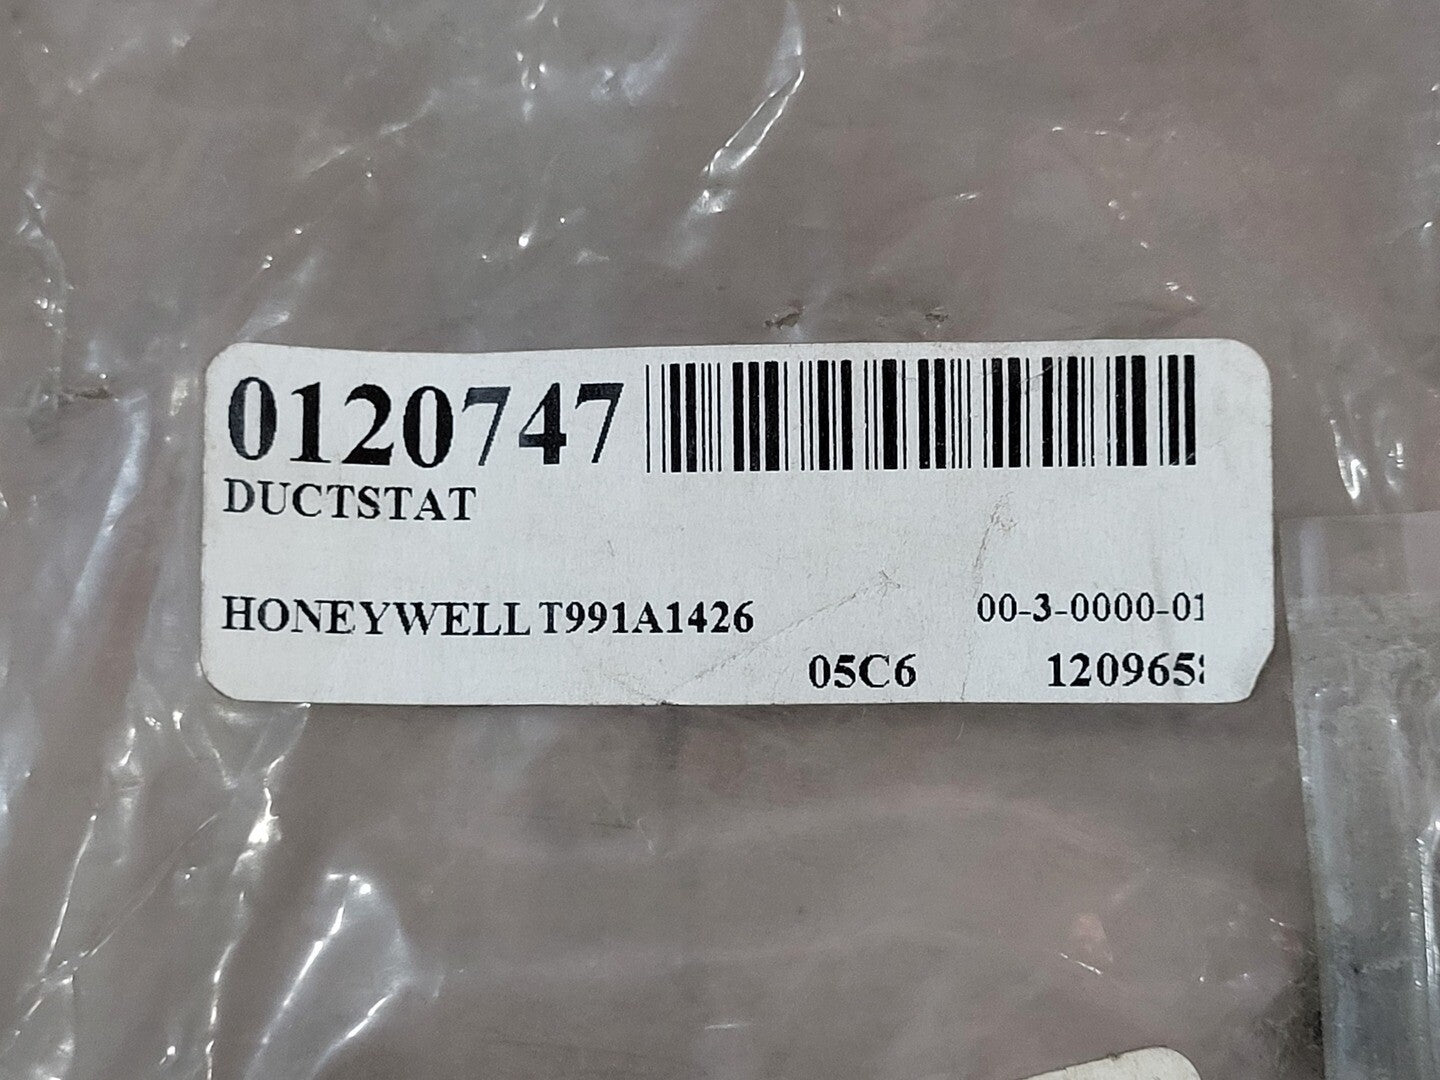 0120747
DUCTSTAT
HONEYWELL T991A1426 00-3-0000-01
05C6 120965